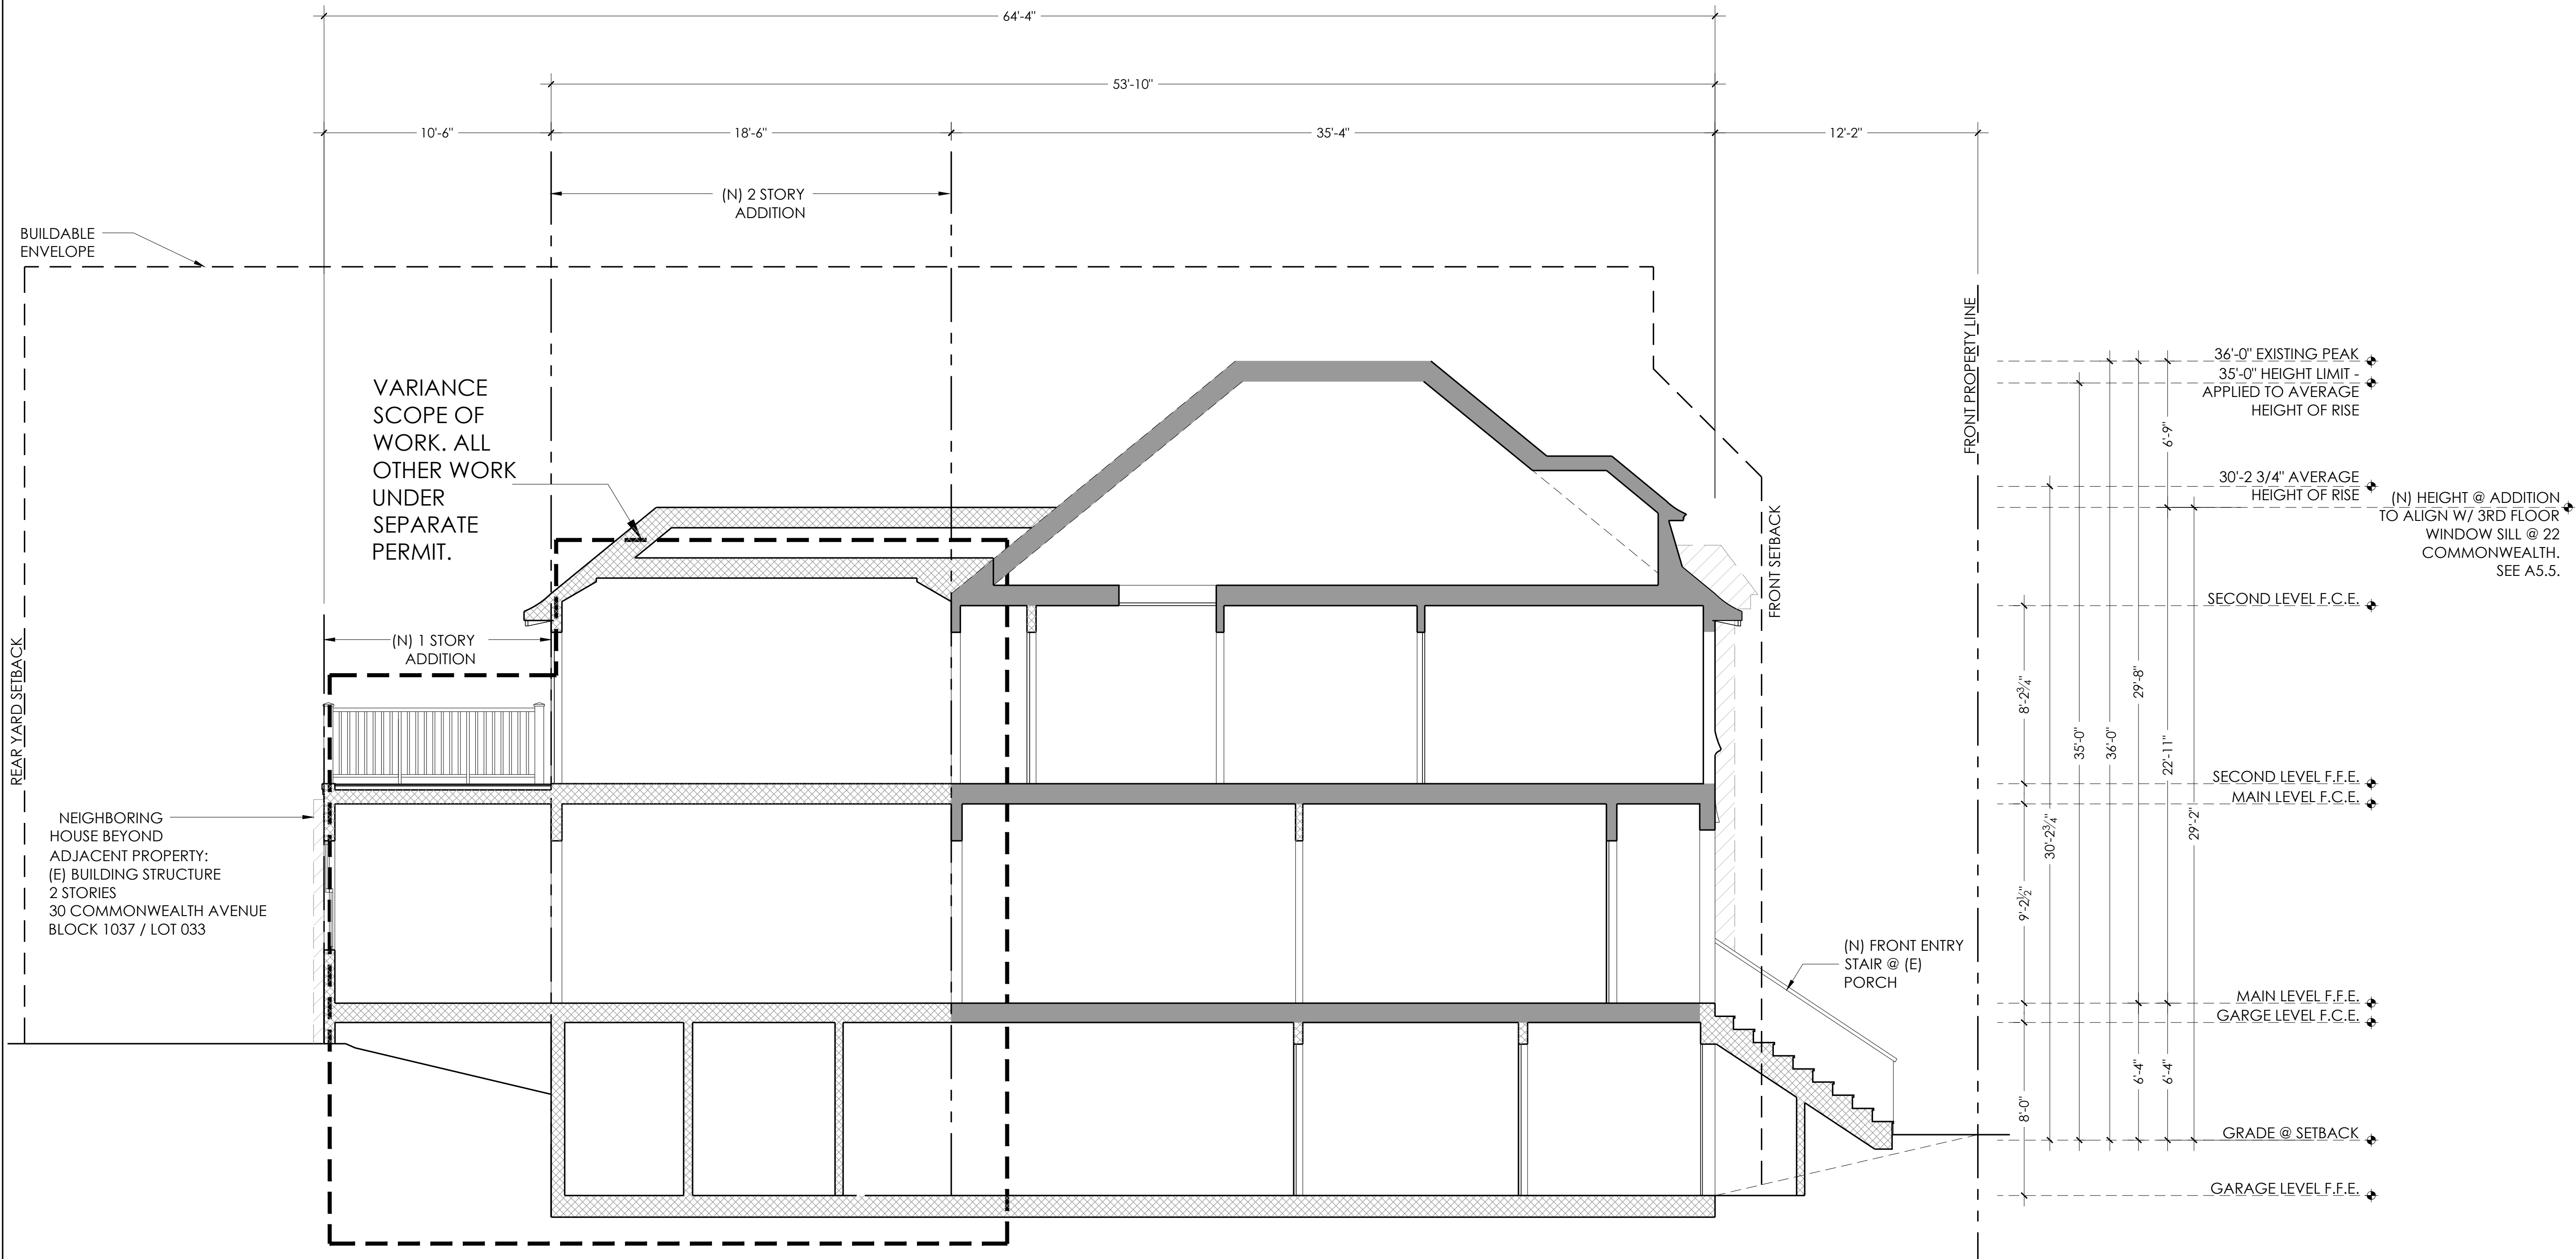 64'-4"
53'-10"
10'-6"
18'-6"
35'-4"
12'-2"
(N) 2 STORY
ADDITION
BUILDABLE
ENVELOPE
VARIANCE
SCOPE OF
WORK. ALL
OTHER WORK
UNDER
SEPARATE
PERMIT.
(N) 1 STORY
ADDITION
REAR YARD SETBACK
NEIGHBORING
HOUSE BEYOND
ADJACENT PROPERTY:
(E) BUILDING STRUCTURE
2 STORIES
30 COMMONWEALTH AVENUE
BLOCK 1037 / LOT 033
FRONT SETBACK
FRONT PROPERTY LINE
(N) FRONT ENTRY
STAIR @ (E)
PORCH
36'-0" EXISTING PEAK
35'-0" HEIGHT LIMIT -
APPLIED TO AVERAGE
HEIGHT OF RISE
30'-2 3/4" AVERAGE
HEIGHT OF RISE
(N) HEIGHT @ ADDITION
TO ALIGN W/ 3RD FLOOR
WINDOW SILL @ 22
COMMONWEALTH.
SEE A5.5.
SECOND LEVEL F.C.E.
SECOND LEVEL F.F.E.
MAIN LEVEL F.C.E.
MAIN LEVEL F.F.E.
GARGE LEVEL F.C.E.
GRADE @ SETBACK
GARAGE LEVEL F.F.E.
8'-2¾"
9'-2½"
8'-0"
30'-2¾"
35'-0"
36'-0"
29'-8"
6'-4"
6'-9"
22'-11"
6'-4"
29'-2"